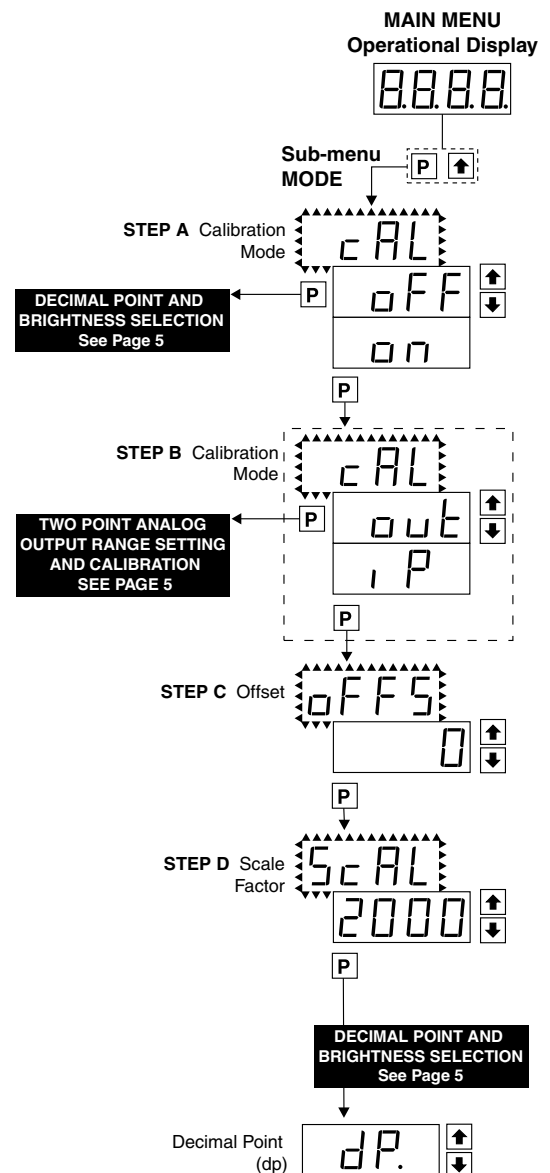 MAIN MENU
Operational Display
8.8.8.8.
Sub-menu
MODE
P
STEP A Calibration
Mode
cAL
P
oFF
DECIMAL POINT AND
BRIGHTNESS SELECTION
See Page 5
on
P
STEP B Calibration
Mode
cAL
P
out
TWO POINT ANALOG
OUTPUT RANGE SETTING
AND CALIBRATION
SEE PAGE 5
iP
P
STEP C Offset
oFFS
0
P
STEP D Scale
Factor
ScAL
2000
P
DECIMAL POINT AND
BRIGHTNESS SELECTION
See Page 5
Decimal Point
(dp)
dP.